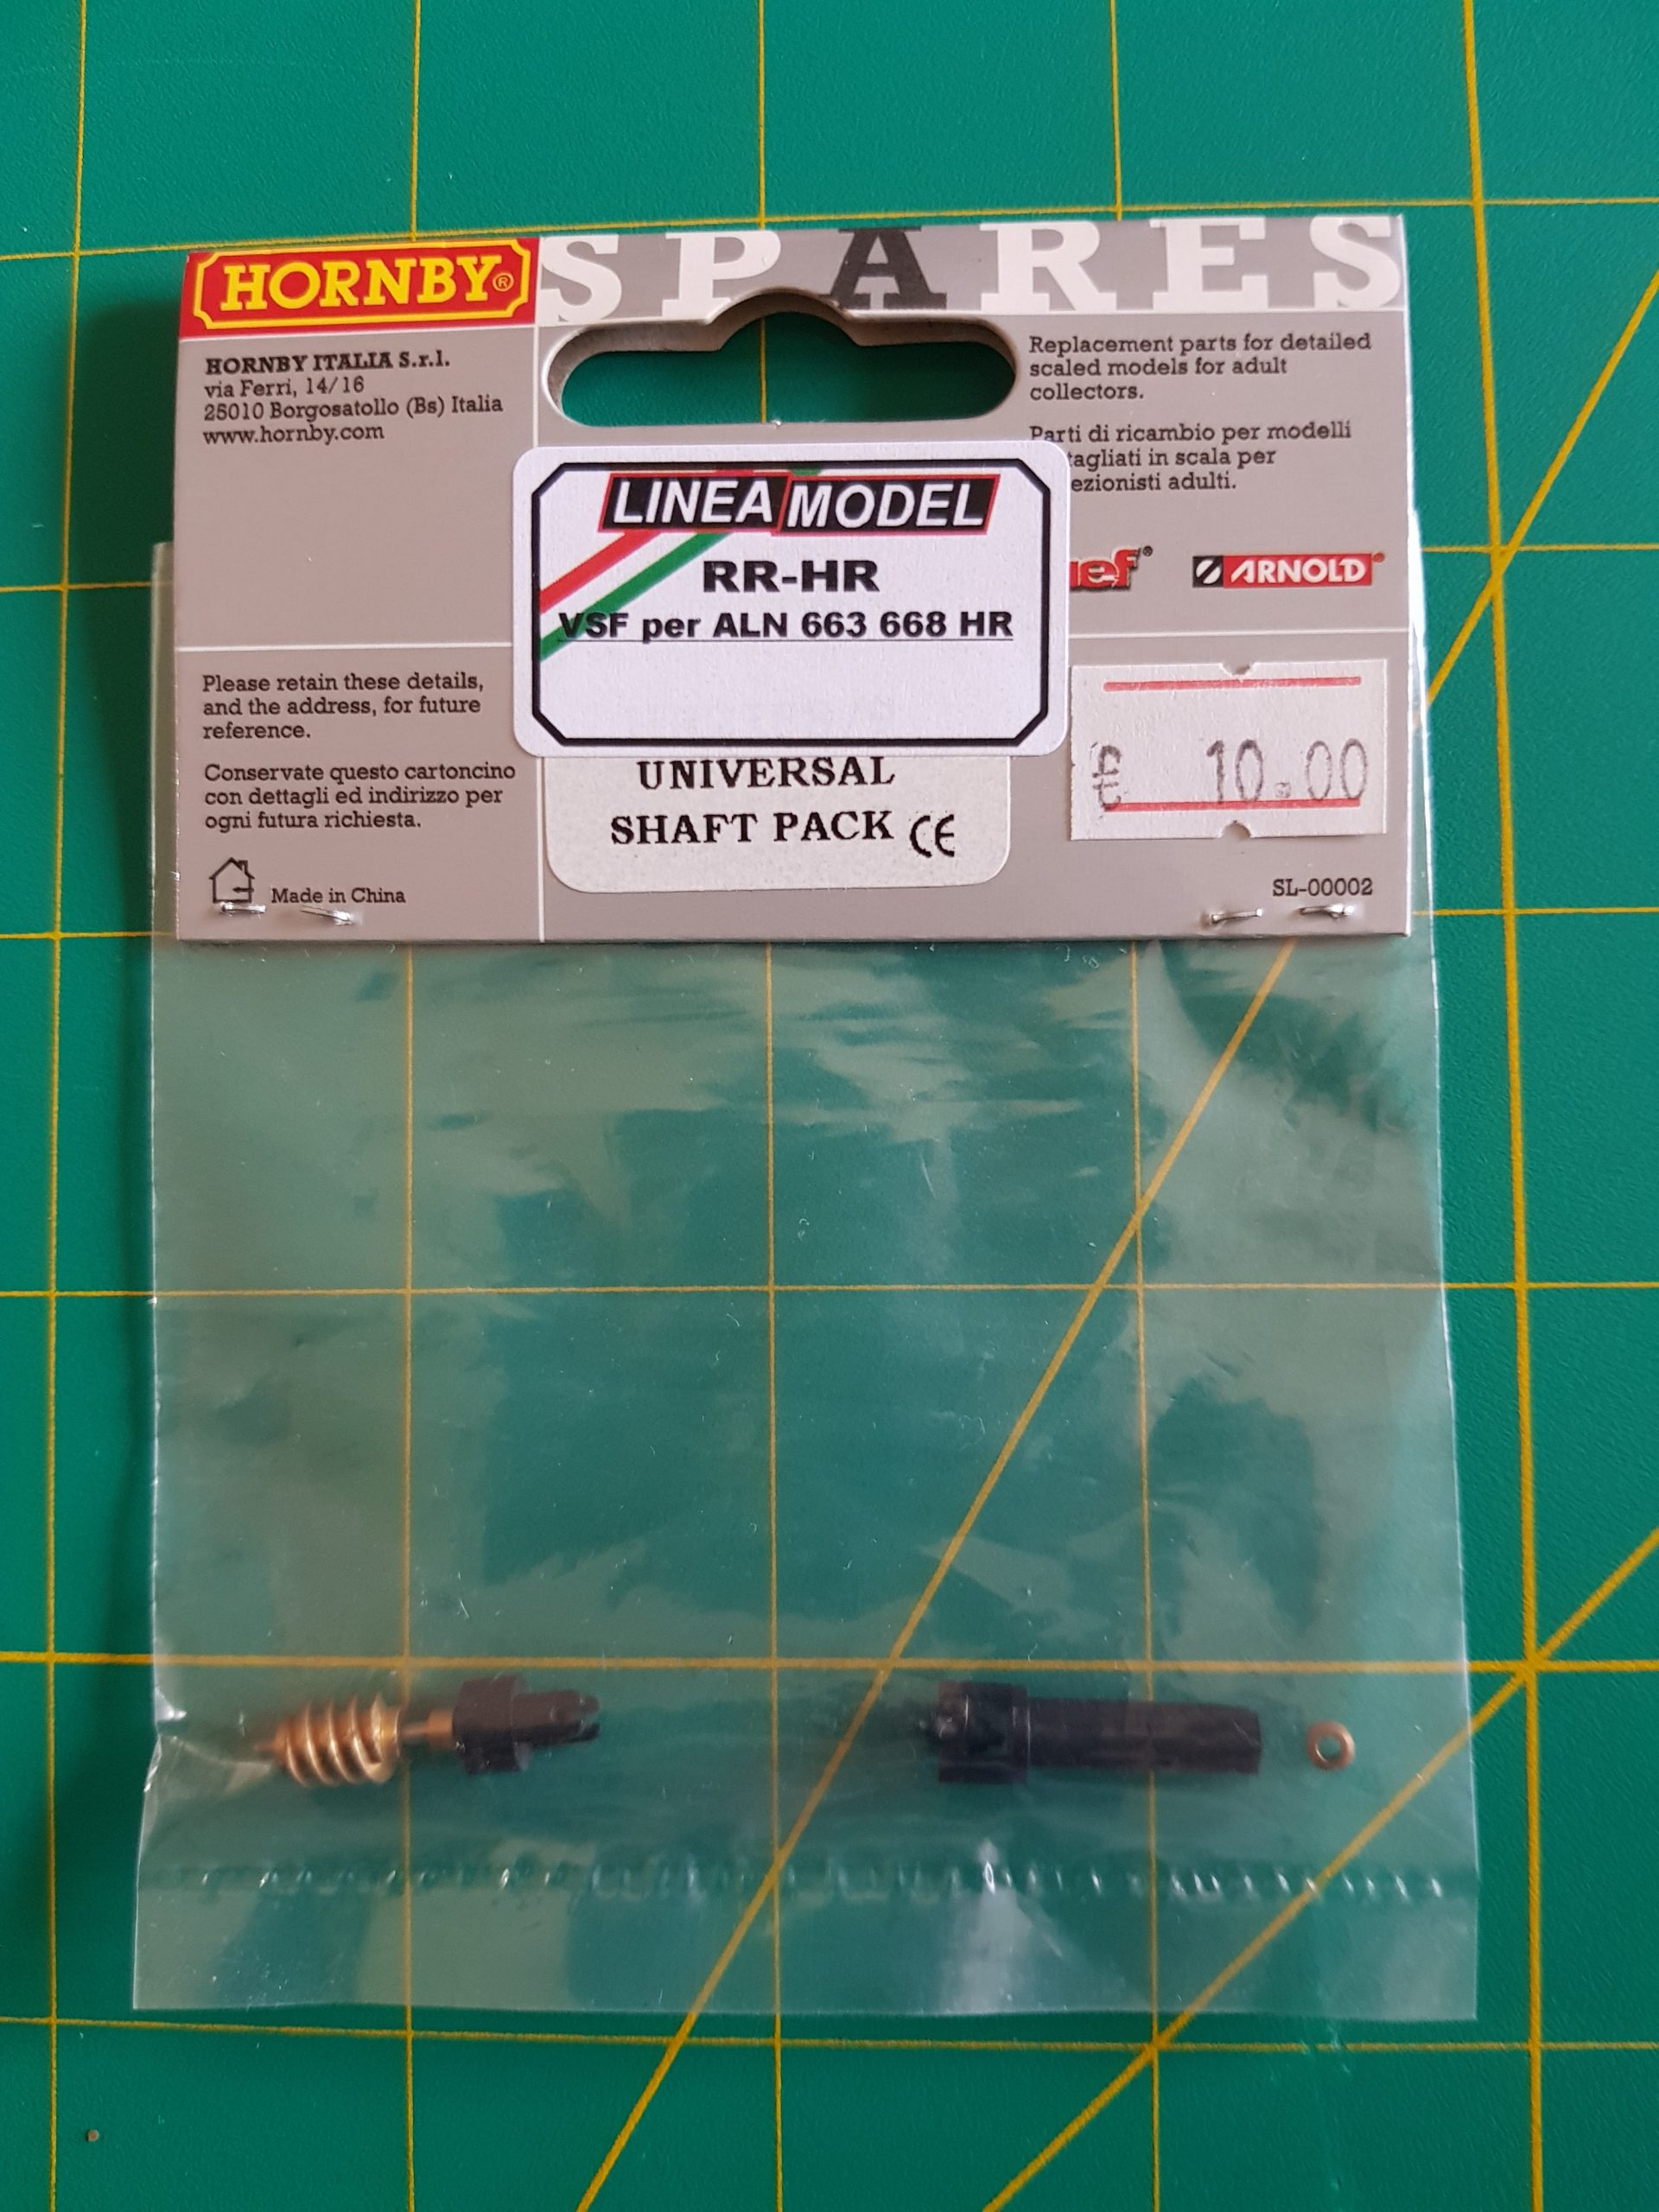 HORNBY®
SPARES
HORNBY ITALIA S.r.l.
via Ferri, 14/16
25010 Borgosatollo (Bs) Italia
www.hornby.com
Replacement parts for detailed
scaled models for adult
collectors.
Parti di ricambio per modelli
tagliati in scala per
ezionisti adulti.
LINEA MODEL
RR-HR
VSF per ALN 663 668 HR
ef®
ARNOLD®
Please retain these details,
and the address, for future
reference.
Conservate questo cartoncino
con dettagli ed indirizzo per
ogni futura richiesta.
Made in China
UNIVERSAL
SHAFT PACK CE
€ 10.00
SL-00002